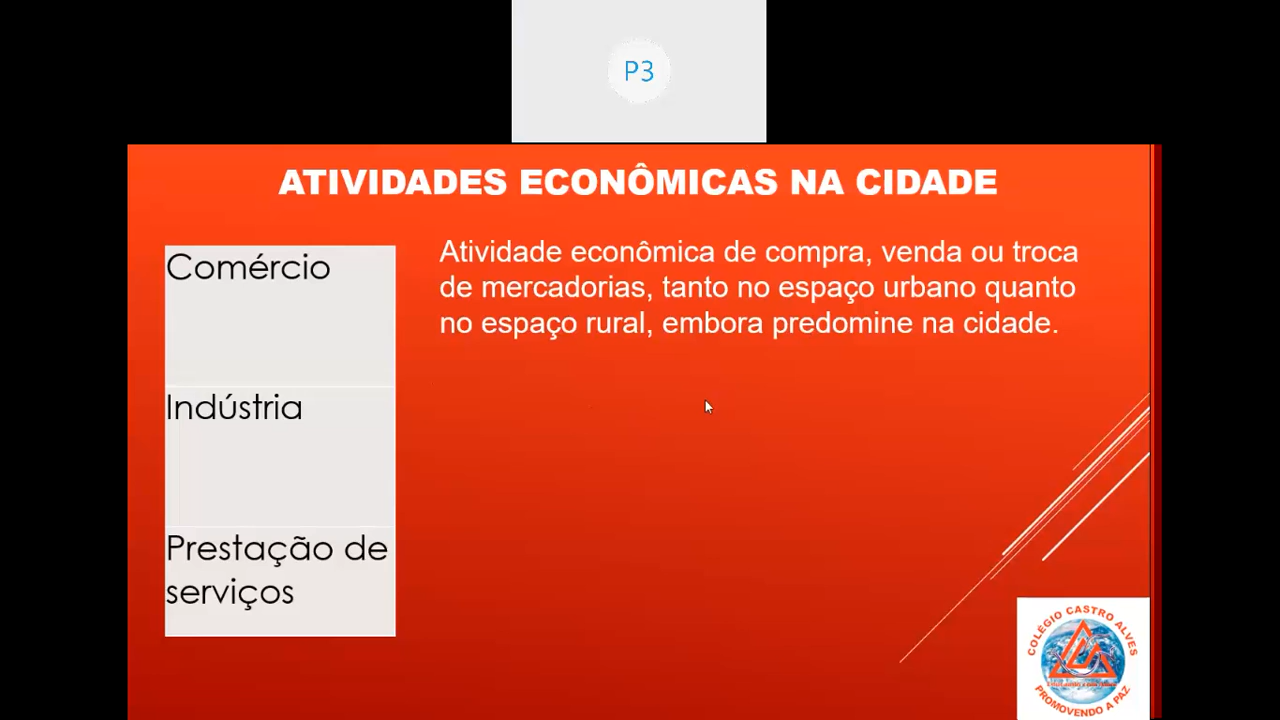 P3
ATIVIDADES ECONÔMICAS NA CIDADE
Comércio
Atividade econômica de compra, venda ou troca
de mercadorias, tanto no espaço urbano quanto
no espaço rural, embora predomine na cidade.
Indústria
Prestação de
serviços
COLÉGIO CASTRO ALVES
PROMOVENDO A PAZ